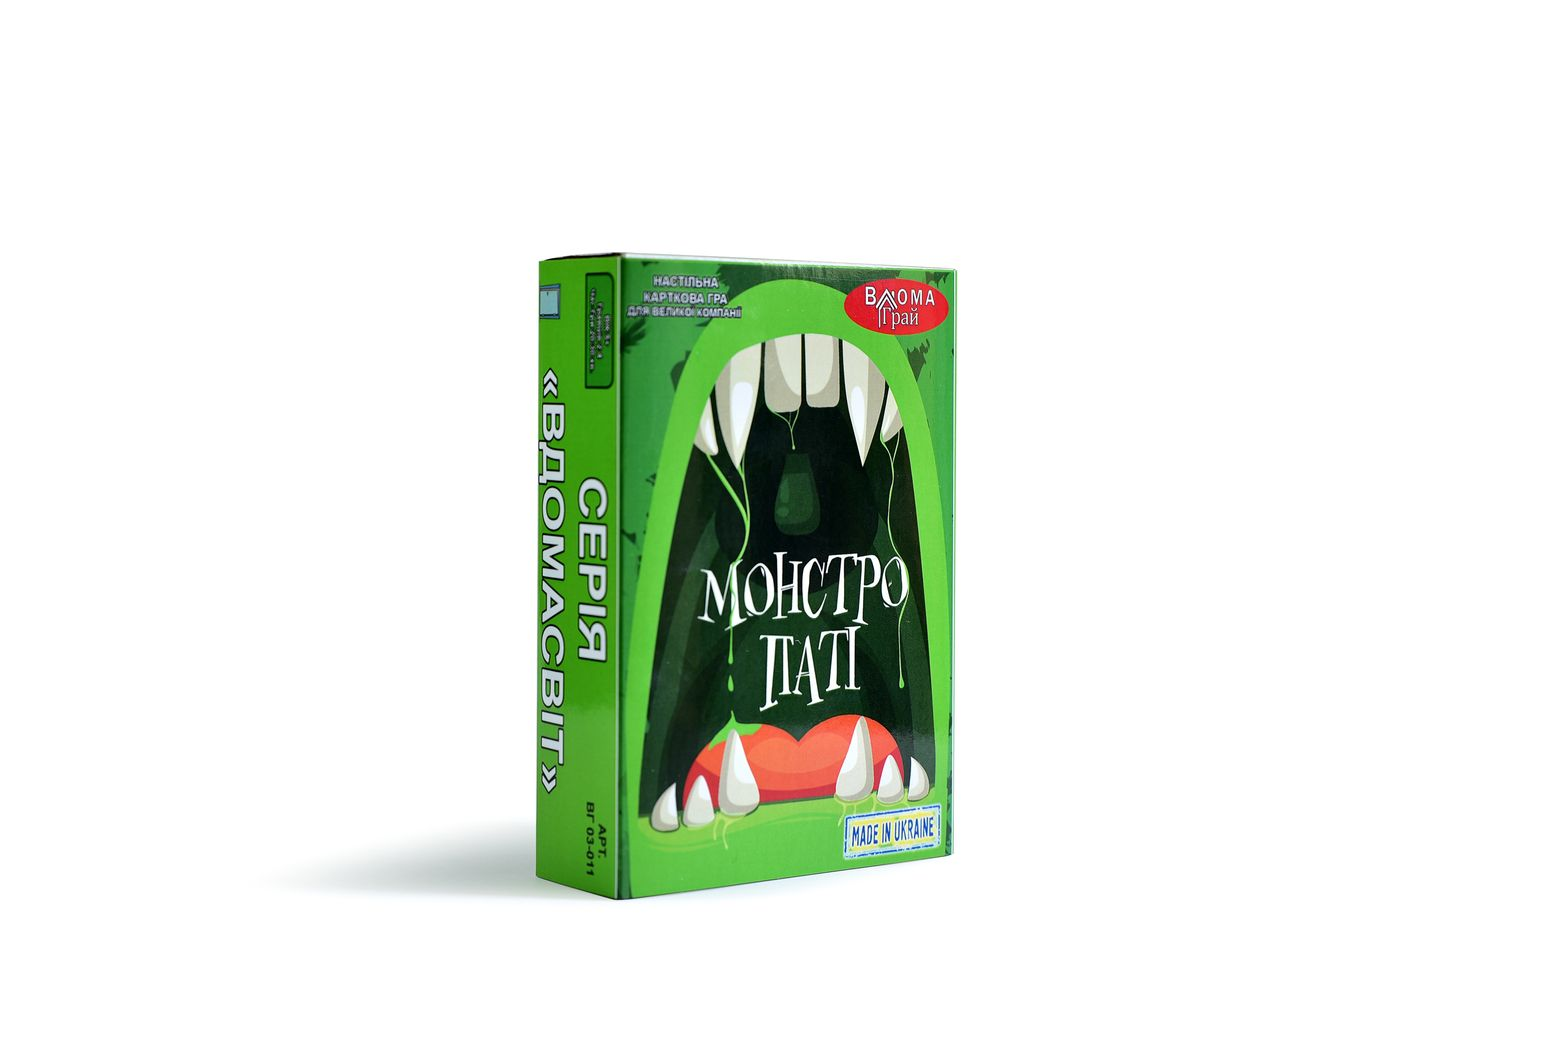 НАСТІЛЬНА
КАРТКОВА ГРА
ДЛЯ ВЕЛИКОЇ КОМПАНІЇ
ВДОМА
Грай
МОНСТРО
ПАТІ
MADE IN UKRAINE
СЕРІЯ
«ВДОМАСВІТ»
АРТ.
ВГ 03-011